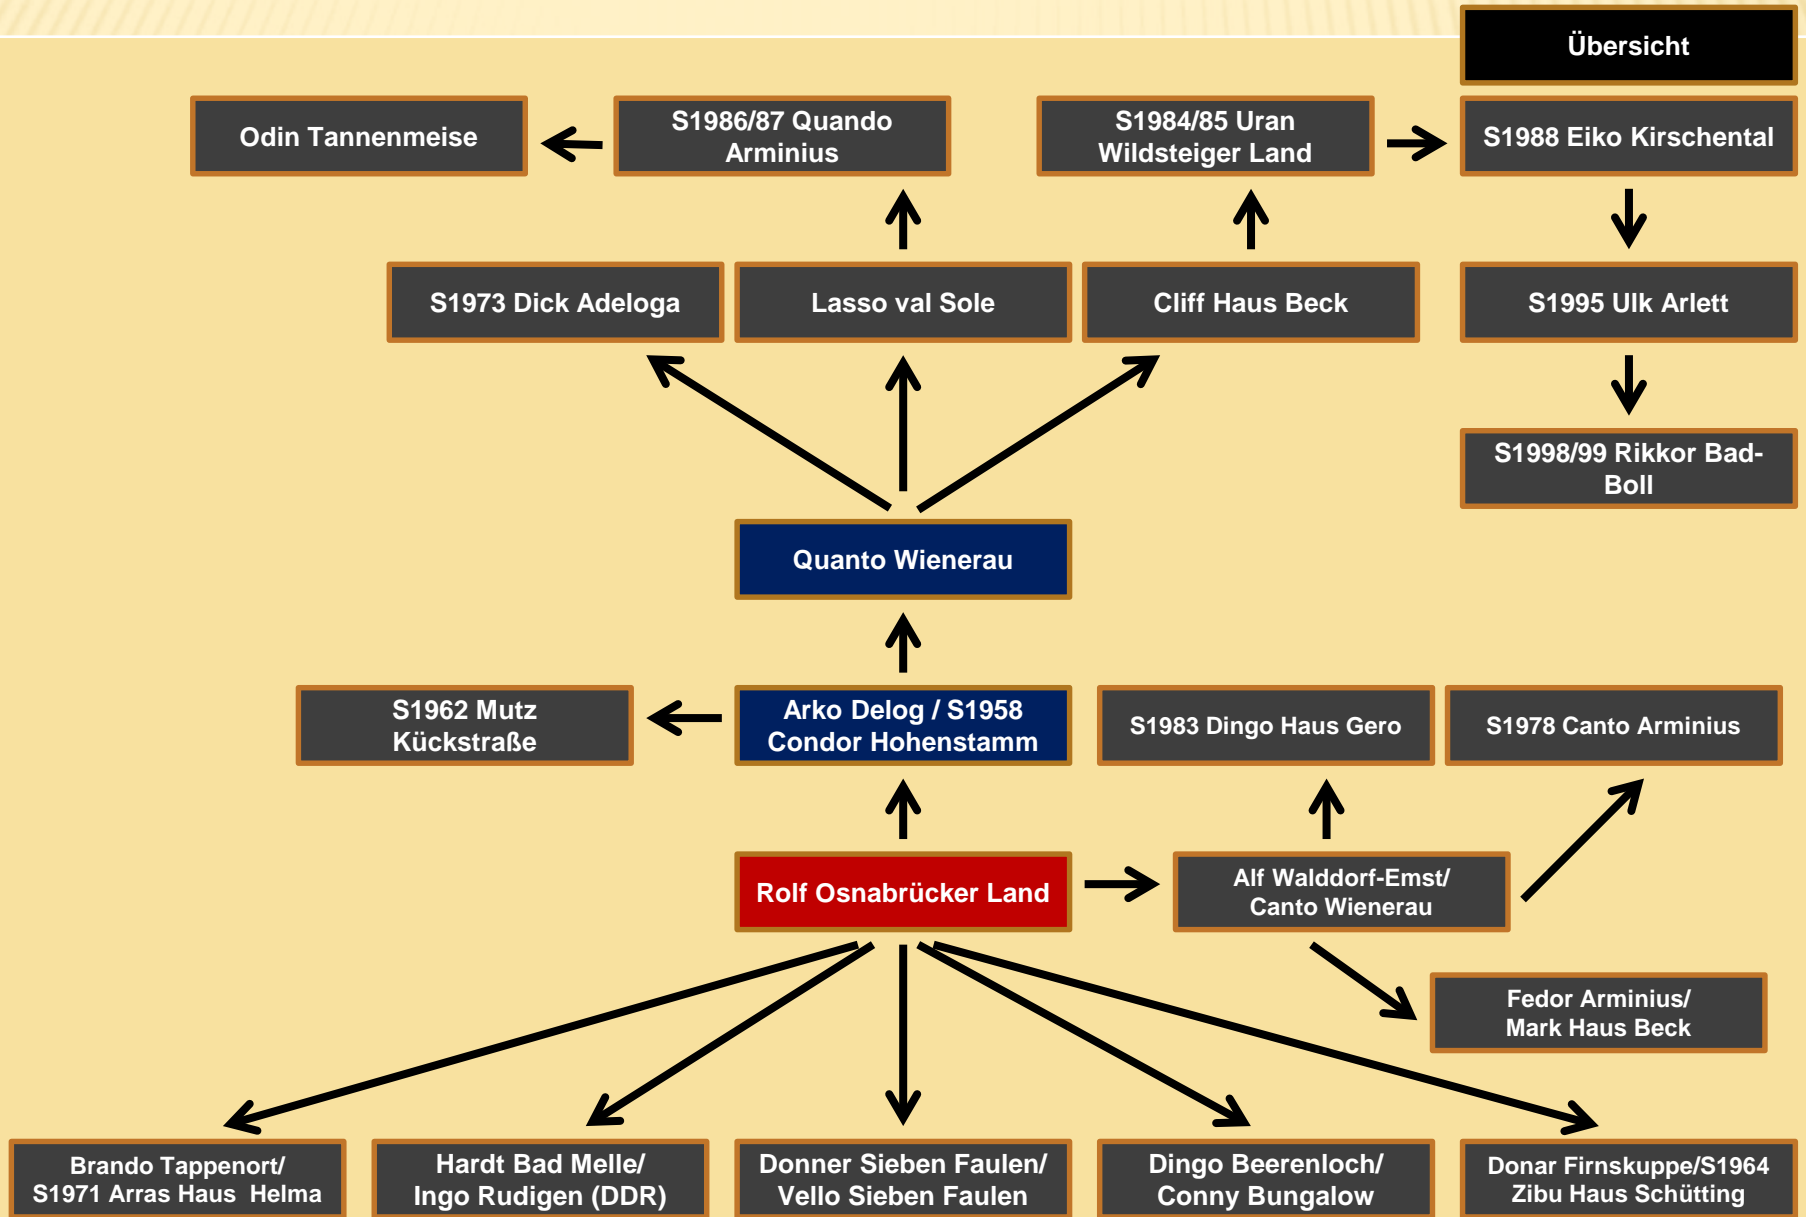 Übersicht
Odin Tannenmeise
S1986/87 Quando
Arminius
S1984/85 Uran
Wildsteiger Land
S1988 Eiko Kirschental
S1973 Dick Adeloga
Lasso val Sole
Cliff Haus Beck
S1995 Ulk Arlett
S1998/99 Rikkor Bad-
Boll
Quanto Wienerau
S1962 Mutz
Kückstraße
Arko Delog / S1958
Condor Hohenstamm
S1983 Dingo Haus Gero
S1978 Canto Arminius
Rolf Osnabrücker Land
Alf Walddorf-Emst/
Canto Wienerau
Fedor Arminius/
Mark Haus Beck
Brando Tappenort/
S1971 Arras Haus  Helma
Hardt Bad Melle/
Ingo Rudigen (DDR)
Donner Sieben Faulen/
Vello Sieben Faulen
Dingo Beerenloch/
Conny Bungalow
Donar Firnskuppe/S1964
Zibu Haus Schütting